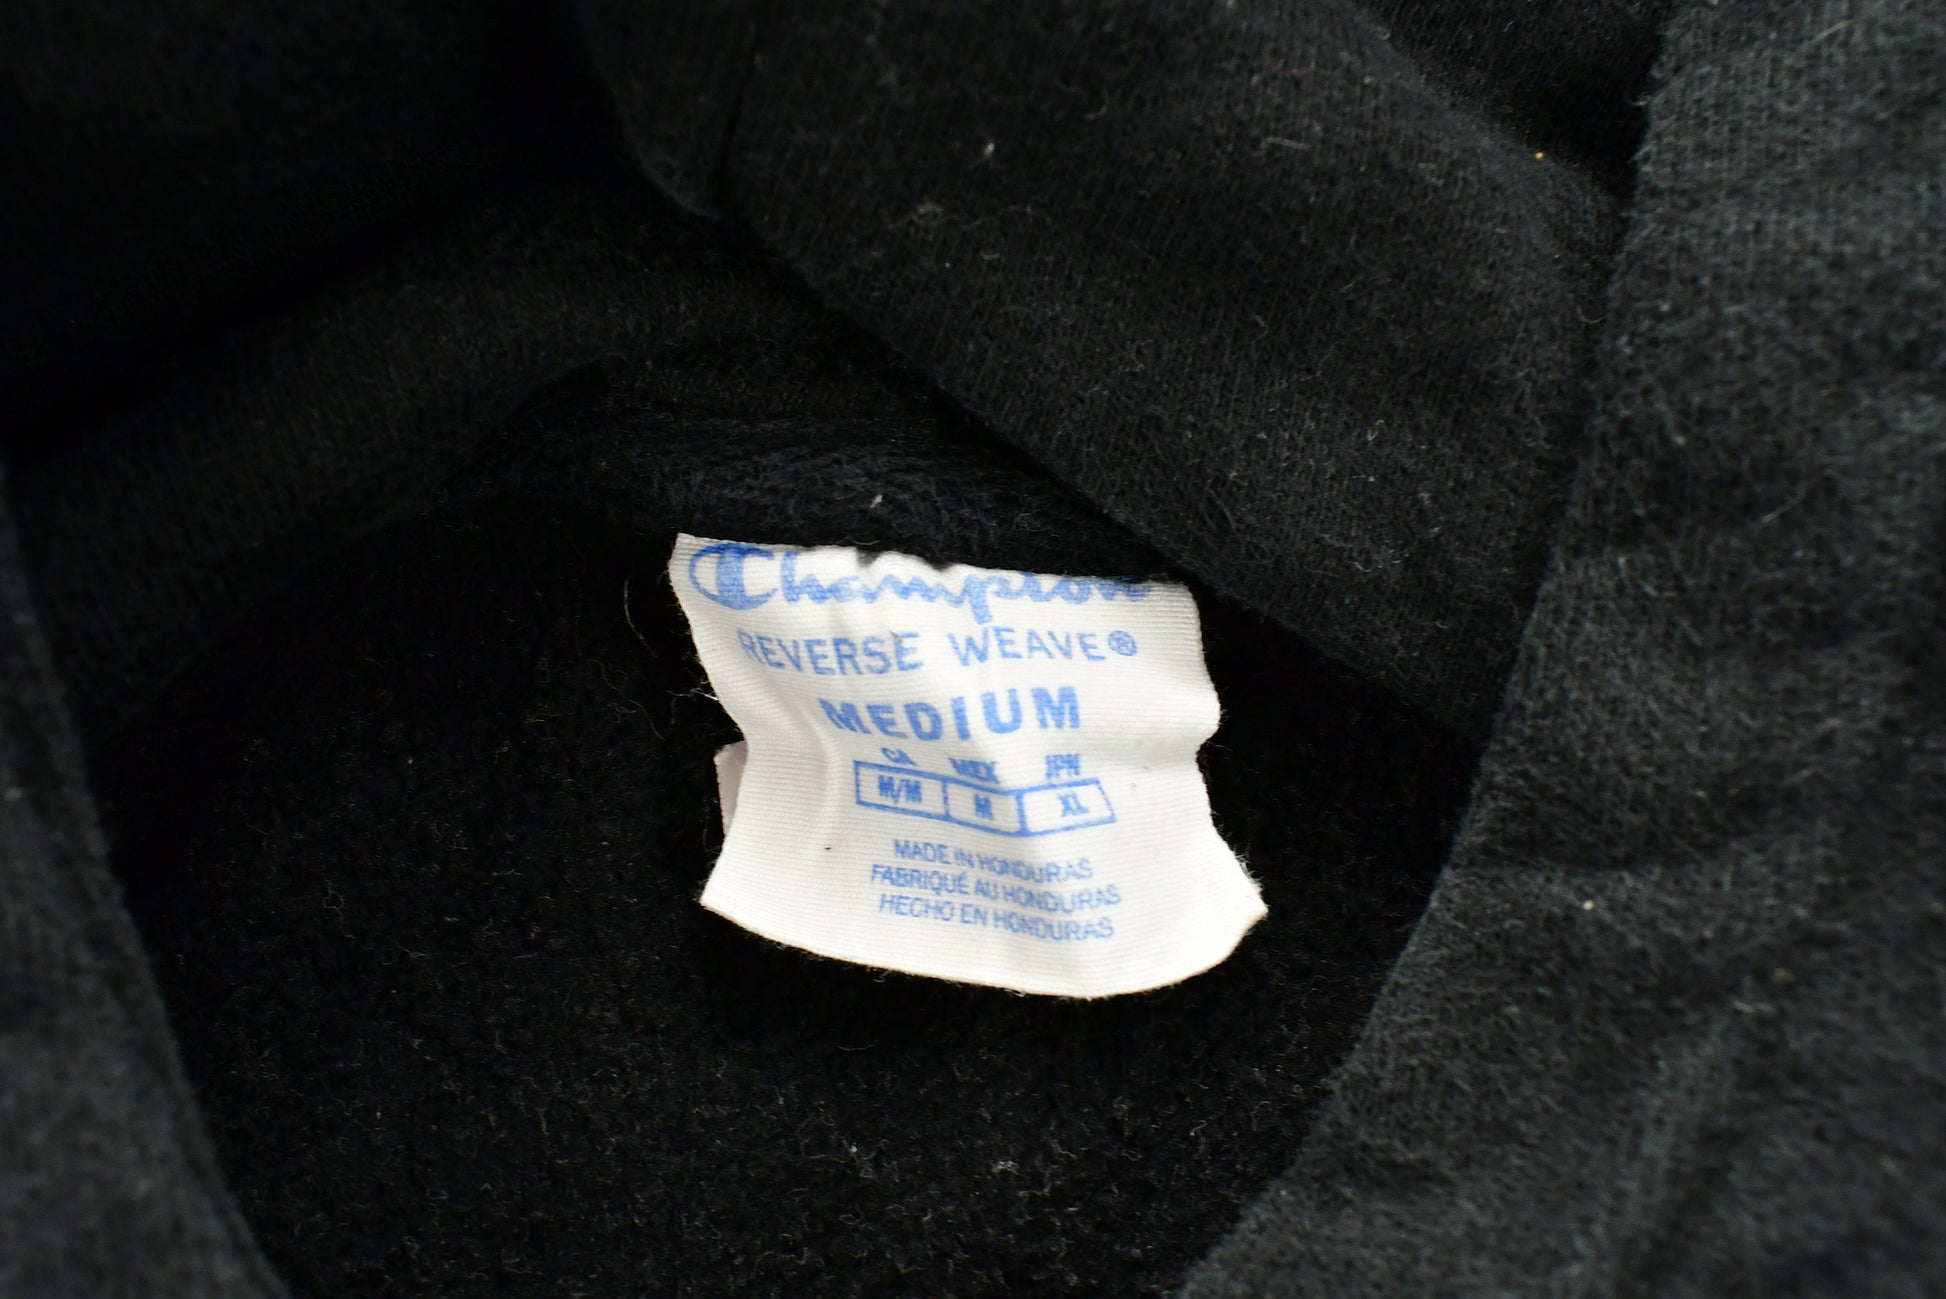 Champion
REVERSE WEAVE®
MEDIUM
CA MEX JPN
M/M M XL
MADE IN HONDURAS
FABRIQUÉ AU HONDURAS
HECHO EN HONDURAS